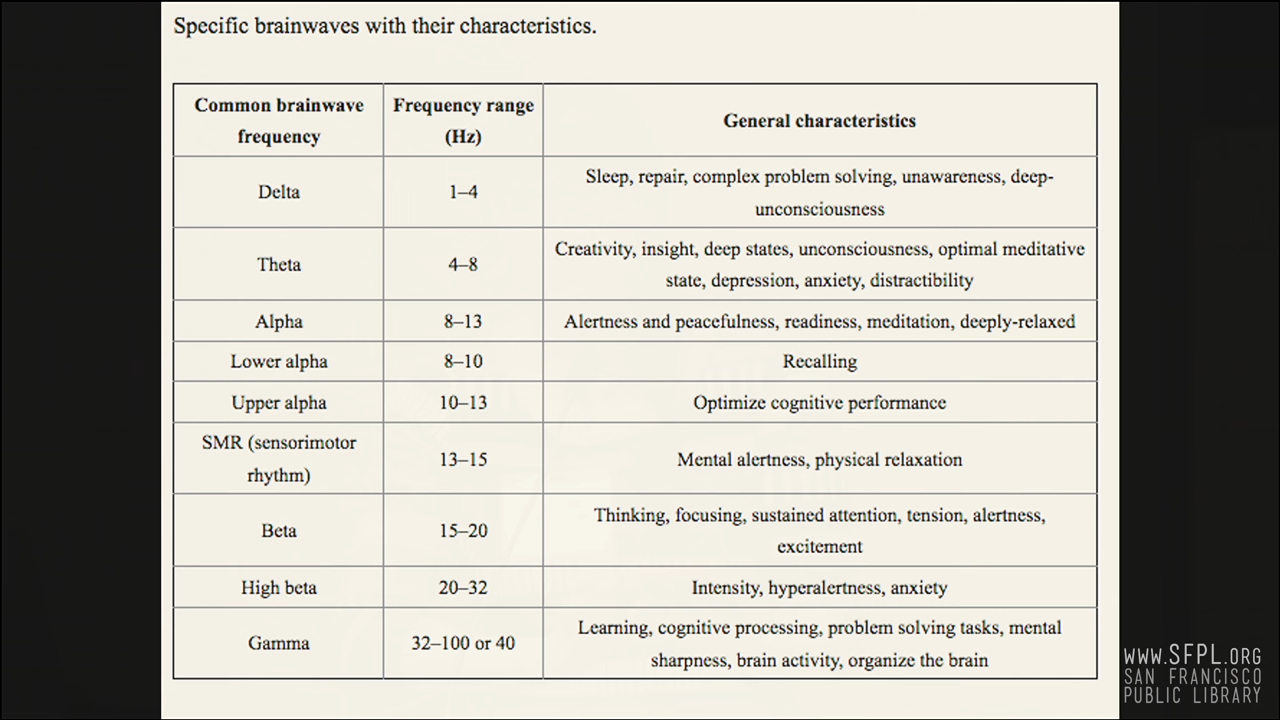 Specific brainwaves with their characteristics.
Common brainwave frequency | Frequency range (Hz) | General characteristics
Delta | 1–4 | Sleep, repair, complex problem solving, unawareness, deep-unconsciousness
Theta | 4–8 | Creativity, insight, deep states, unconsciousness, optimal meditative state, depression, anxiety, distractibility
Alpha | 8–13 | Alertness and peacefulness, readiness, meditation, deeply-relaxed
Lower alpha | 8–10 | Recalling
Upper alpha | 10–13 | Optimize cognitive performance
SMR (sensorimotor rhythm) | 13–15 | Mental alertness, physical relaxation
Beta | 15–20 | Thinking, focusing, sustained attention, tension, alertness, excitement
High beta | 20–32 | Intensity, hyperalertness, anxiety
Gamma | 32–100 or 40 | Learning, cognitive processing, problem solving tasks, mental sharpness, brain activity, organize the brain
WWW.SFPL.ORG
SAN FRANCISCO
PUBLIC LIBRARY